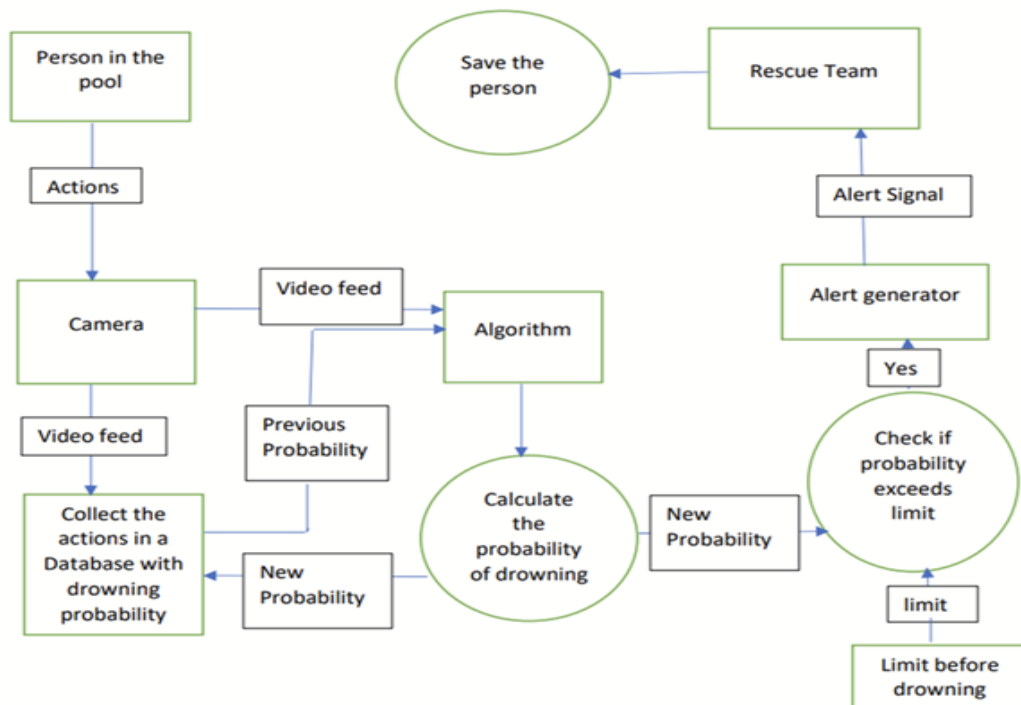 Person in the
pool
Save the
person
Rescue Team
Actions
Alert Signal
Camera
Video feed
Algorithm
Alert generator
Yes
Video feed
Previous
Probability
Check if
probability
exceeds
limit
Collect the
actions in a
Database with
drowning
probability
New
Probability
Calculate
the
probability
of drowning
New
Probability
limit
Limit before
drowning